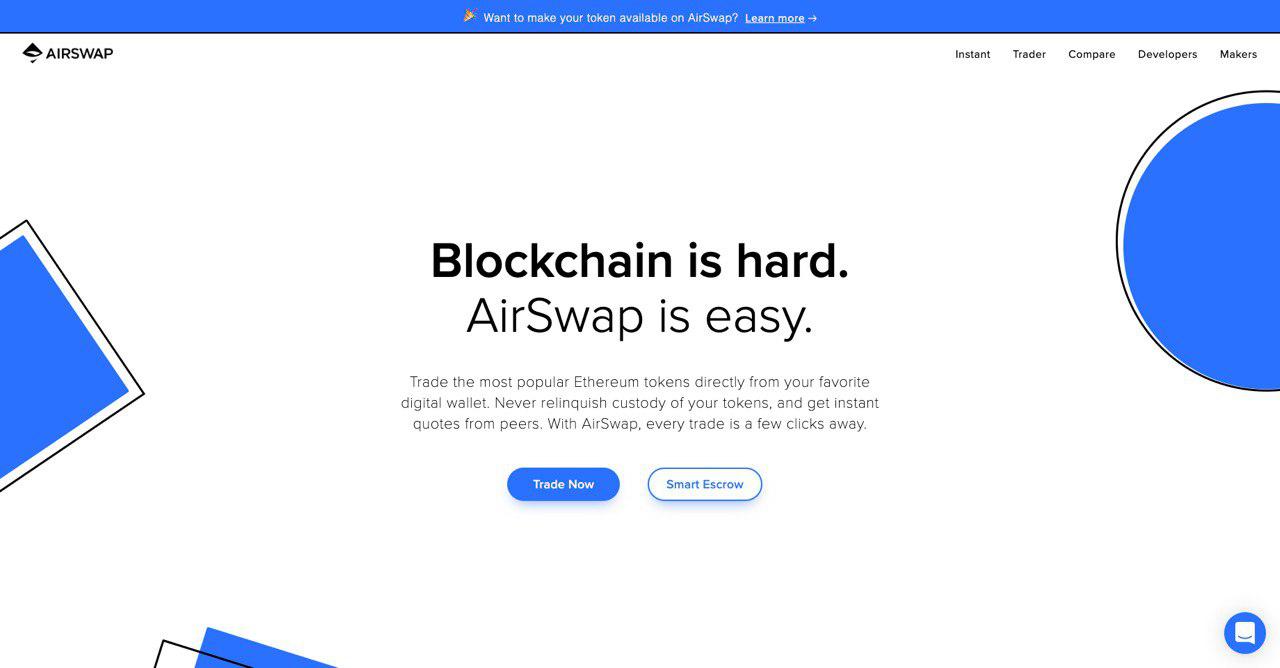 🎉 Want to make your token available on AirSwap? Learn more →
AIRSWAP
Instant Trader Compare Developers Makers
Blockchain is hard.
AirSwap is easy.
Trade the most popular Ethereum tokens directly from your favorite
digital wallet. Never relinquish custody of your tokens, and get instant
quotes from peers. With AirSwap, every trade is a few clicks away.
Trade Now
Smart Escrow